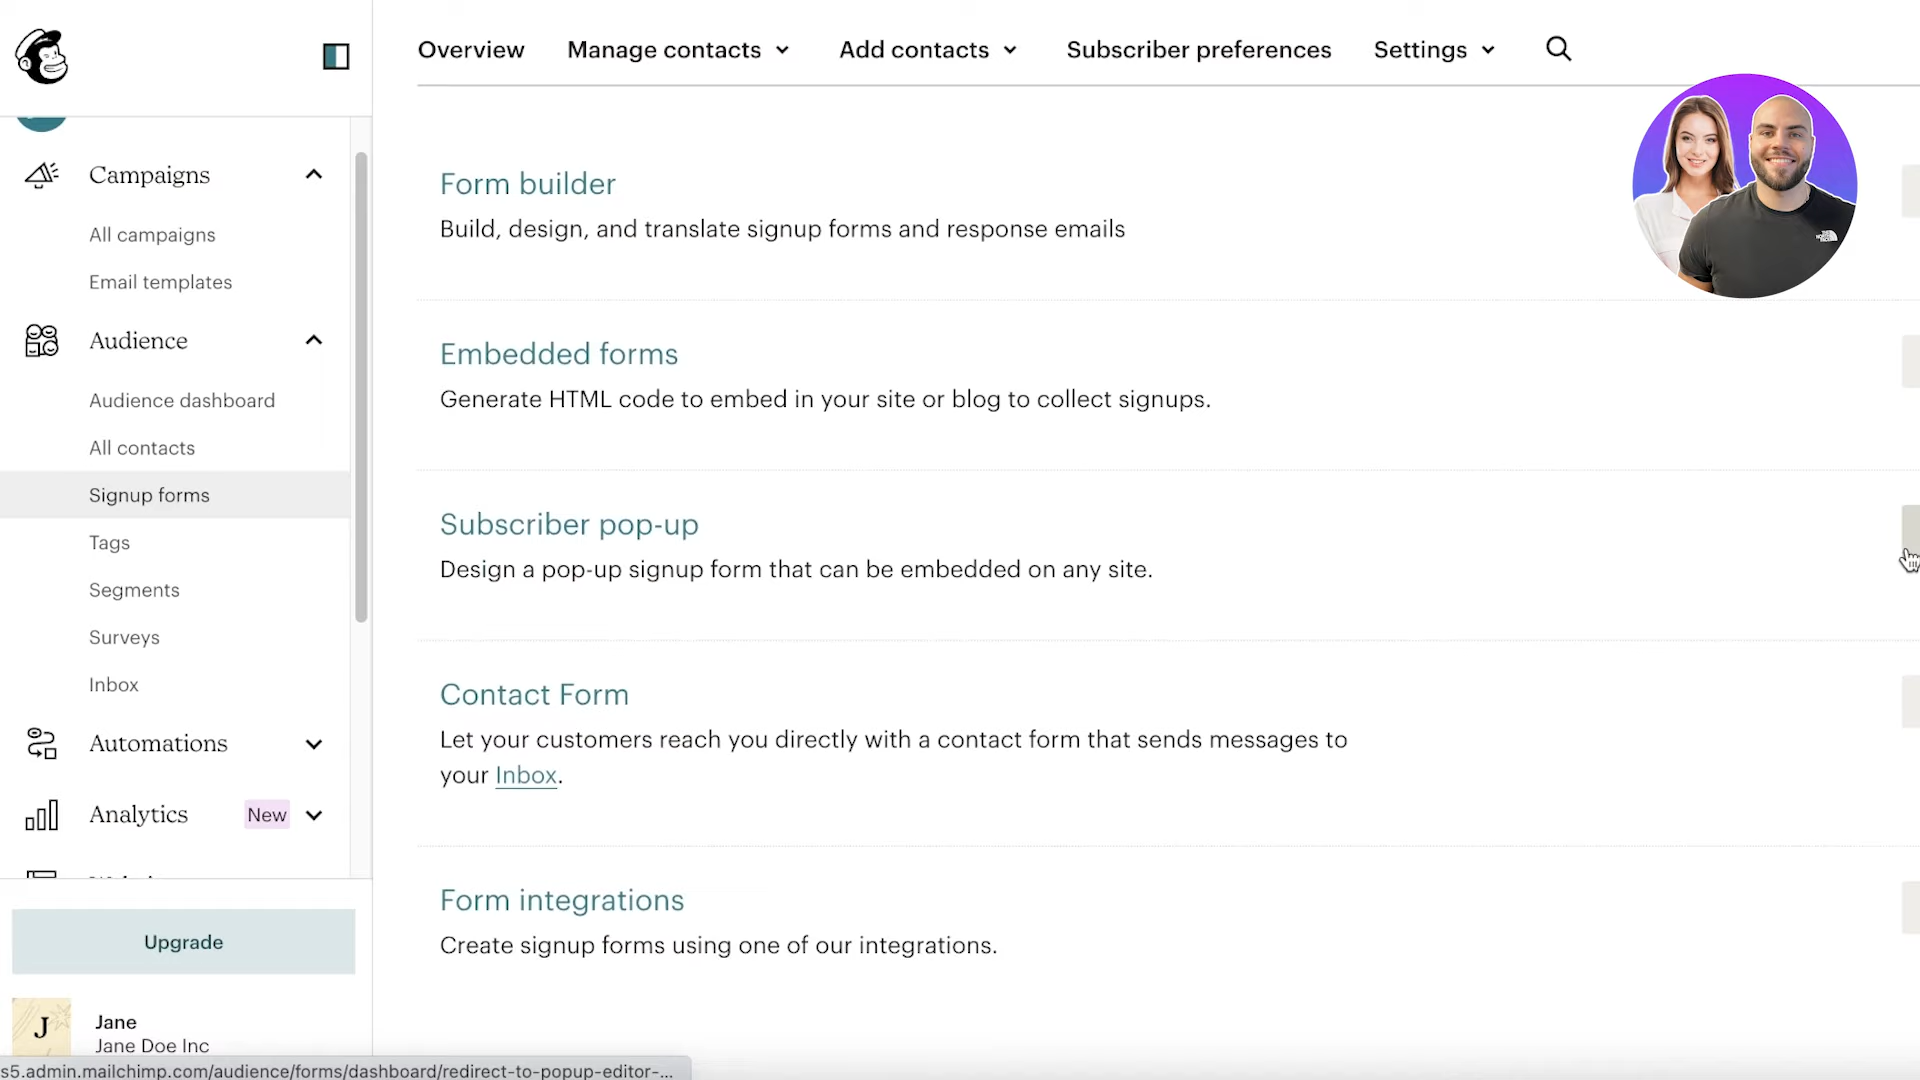 Overview
Manage contacts
Add contacts
Subscriber preferences
Settings
Campaigns
All campaigns
Email templates
Audience
Audience dashboard
All contacts
Signup forms
Tags
Segments
Surveys
Inbox
Automations
Analytics
New
Upgrade
J
Jane
Jane Doe Inc
Form builder
Build, design, and translate signup forms and response emails
Embedded forms
Generate HTML code to embed in your site or blog to collect signups.
Subscriber pop-up
Design a pop-up signup form that can be embedded on any site.
Contact Form
Let your customers reach you directly with a contact form that sends messages to
your Inbox.
Form integrations
Create signup forms using one of our integrations.
s5.admin.mailchimp.com/audience/forms/dashboard/redirect-to-popup-editor-...